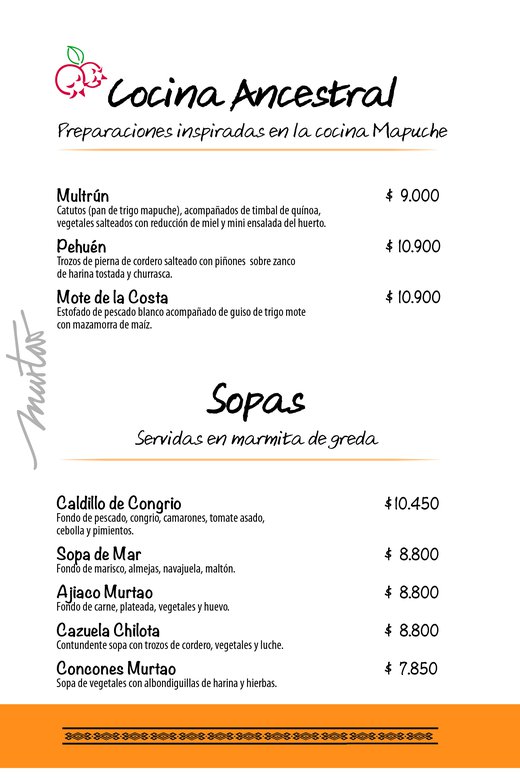 Cocina Ancestral
Preparaciones inspiradas en la cocina Mapuche
Multrún $ 9.000
Catutos (pan de trigo mapuche), acompañados de timbal de quínoa,
vegetales salteados con reducción de miel y mini ensalada del huerto.
Pehuén $ 10.900
Trozos de pierna de cordero salteado con piñones sobre zanco
de harina tostada y churrasca.
Mote de la Costa $ 10.900
Estofado de pescado blanco acompañado de guiso de trigo mote
con mazamorra de maíz.
murtao
Sopas
Servidas en marmita de greda
Caldillo de Congrio $10.450
Fondo de pescado, congrio, camarones, tomate asado,
cebolla y pimientos.
Sopa de Mar $ 8.800
Fondo de marisco, almejas, navajuela, maltón.
Ajiaco Murtao $ 8.800
Fondo de carne, plateada, vegetales y huevo.
Cazuela Chilota $ 8.800
Contundente sopa con trozos de cordero, vegetales y luche.
Concones Murtao $ 7.850
Sopa de vegetales con albondiguillas de harina y hierbas.